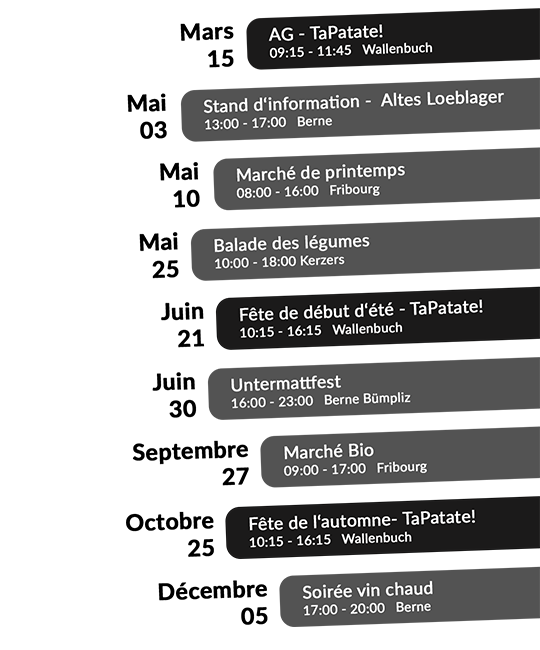 Mars
15
AG - TaPatate!
09:15 - 11:45 Wallenbuch
Mai
03
Stand d‘information - Altes Loeblager
13:00 - 17:00 Berne
Mai
10
Marché de printemps
08:00 - 16:00 Fribourg
Mai
25
Balade des légumes
10:00 - 18:00 Kerzers
Juin
21
Fête de début d‘été - TaPatate!
10:15 - 16:15 Wallenbuch
Juin
30
Untermattfest
16:00 - 23:00 Berne Bümpliz
Septembre
27
Marché Bio
09:00 - 17:00 Fribourg
Octobre
25
Fête de l‘automne- TaPatate!
10:15 - 16:15 Wallenbuch
Décembre
05
Soirée vin chaud
17:00 - 20:00 Berne